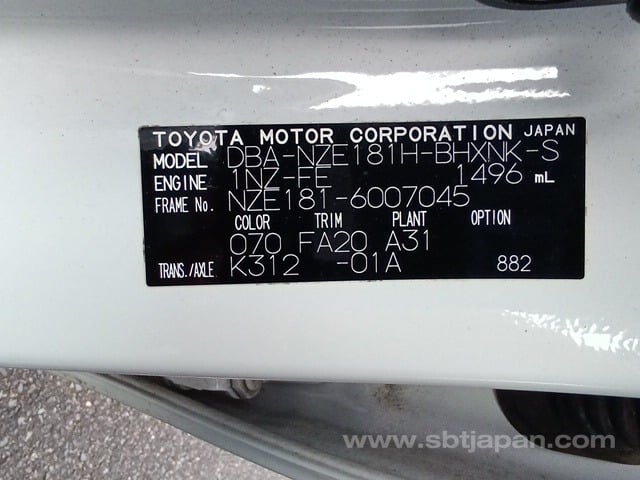 TOYOTA MOTOR CORPORATION JAPAN
MODEL DBA-NZE181H-BHXNK-S
ENGINE 1NZ-FE 1496 mL
FRAME No. NZE181-6007045
COLOR TRIM PLANT OPTION
070 FA20 A31
TRANS./AXLE K312 -01A 882
www.sbtjapan.com